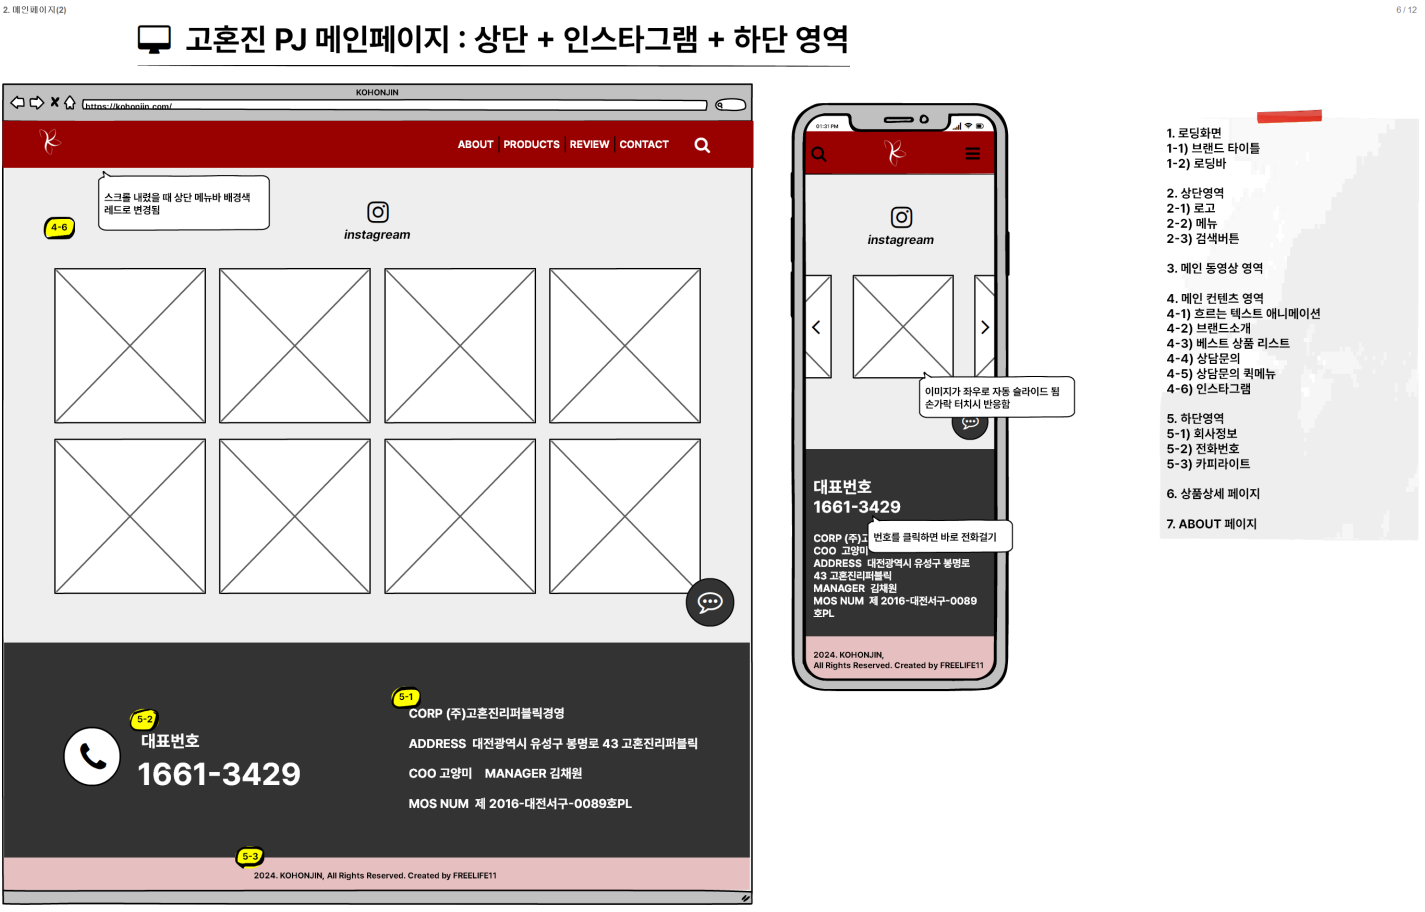 2. 메인페이지(2)
6 / 12
고혼진 PJ 메인페이지 : 상단 + 인스타그램 + 하단 영역
KOHONJIN
https://kohonjin.com/
ABOUT PRODUCTS REVIEW CONTACT
스크롤 내렸을 때 상단 메뉴바 배경색
레드로 변경됨
4-6
instagream
5-2
대표번호
1661-3429
5-1
CORP (주)고혼진리퍼블릭경영
ADDRESS 대전광역시 유성구 봉명로 43 고혼진리퍼블릭
COO 고양미 MANAGER 김채원
MOS NUM 제 2016-대전서구-0089호PL
5-3
2024. KOHONJIN, All Rights Reserved. Created by FREELIFE11
01:31 PM
instagream
이미지가 좌우로 자동 슬라이드 됨
손가락 터치시 반응함
대표번호
1661-3429
번호를 클릭하면 바로 전화걸기
CORP (주)고
COO 고양미
ADDRESS 대전광역시 유성구 봉명로
43 고혼진리퍼블릭
MANAGER 김채원
MOS NUM 제 2016-대전서구-0089
호PL
2024. KOHONJIN,
All Rights Reserved. Created by FREELIFE11
1. 로딩화면
1-1) 브랜드 타이틀
1-2) 로딩바
2. 상단영역
2-1) 로고
2-2) 메뉴
2-3) 검색버튼
3. 메인 동영상 영역
4. 메인 컨텐츠 영역
4-1) 흐르는 텍스트 애니메이션
4-2) 브랜드소개
4-3) 베스트 상품 리스트
4-4) 상담문의
4-5) 상담문의 퀵메뉴
4-6) 인스타그램
5. 하단영역
5-1) 회사정보
5-2) 전화번호
5-3) 카피라이트
6. 상품상세 페이지
7. ABOUT 페이지